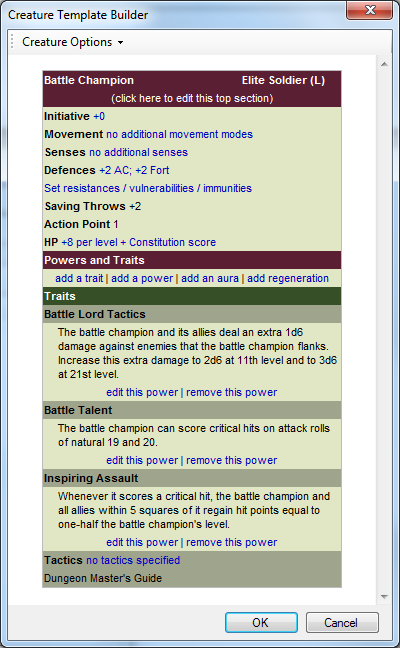 Creature Template Builder
Creature Options
Battle Champion Elite Soldier (L)
(click here to edit this top section)
Initiative +0
Movement no additional movement modes
Senses no additional senses
Defences +2 AC; +2 Fort
Set resistances / vulnerabilities / immunities
Saving Throws +2
Action Point 1
HP +8 per level + Constitution score
Powers and Traits
add a trait | add a power | add an aura | add regeneration
Traits
Battle Lord Tactics
The battle champion and its allies deal an extra 1d6
damage against enemies that the battle champion flanks.
Increase this extra damage to 2d6 at 11th level and to 3d6
at 21st level.
edit this power | remove this power
Battle Talent
The battle champion can score critical hits on attack rolls
of natural 19 and 20.
edit this power | remove this power
Inspiring Assault
Whenever it scores a critical hit, the battle champion and
all allies within 5 squares of it regain hit points equal to
one-half the battle champion's level.
edit this power | remove this power
Tactics no tactics specified
Dungeon Master's Guide
OK Cancel